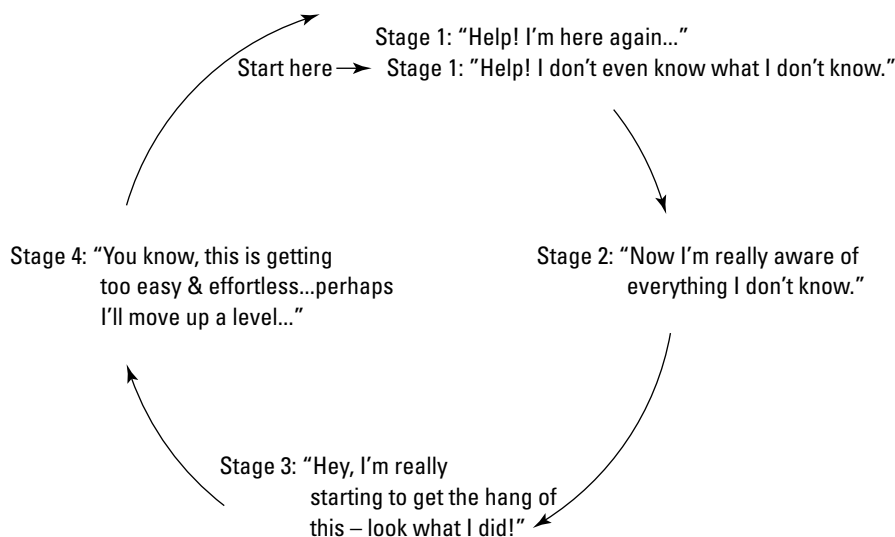 Stage 1: “Help! I'm here again...”
Start here Stage 1: ”Help! I don't even know what I don't know.”
Stage 2: “Now I'm really aware of
everything I don't know.”
Stage 3: “Hey, I'm really
starting to get the hang of
this – look what I did!”
Stage 4: “You know, this is getting
too easy & effortless...perhaps
I'll move up a level...”